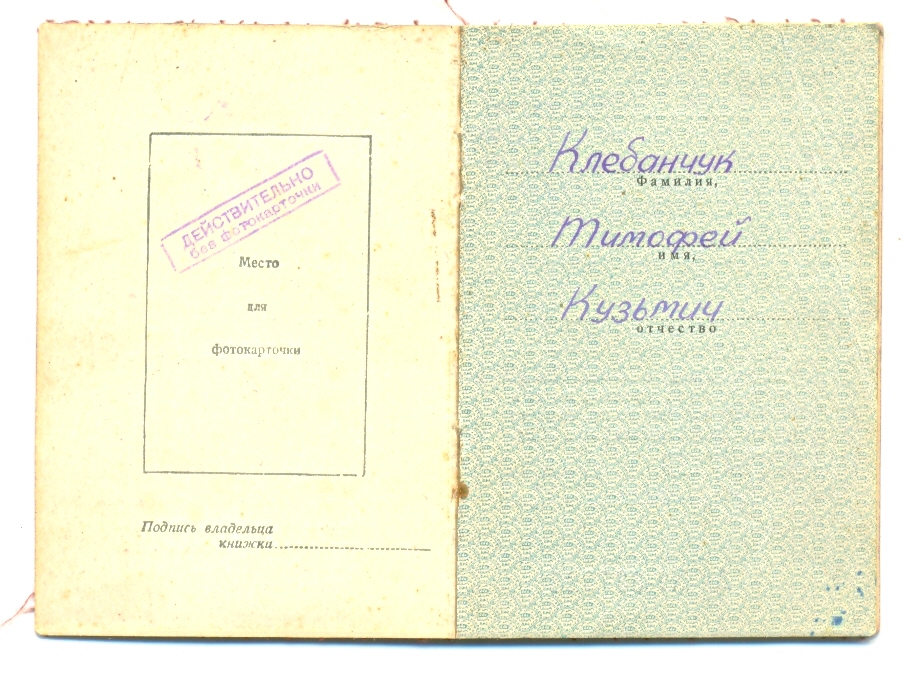 ДЕЙСТВИТЕЛЬНО
без фотокарточки
Место
для
фотокарточки
Подпись владельца
книжки
Клебанчук
Фамилия,
Тимофей
имя,
Кузьмич
отчество